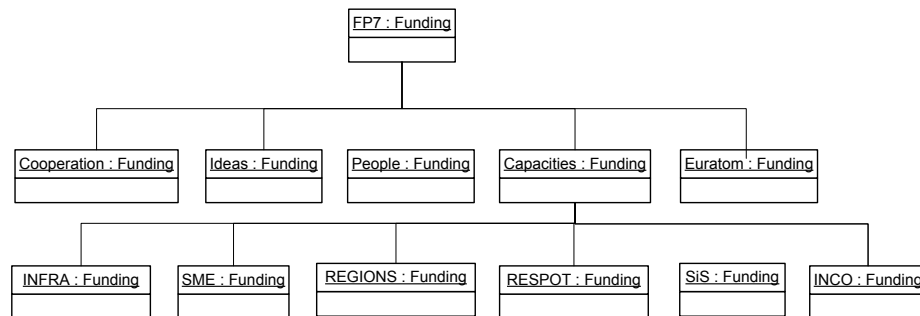 FP7 : Funding
Cooperation : Funding
Ideas : Funding
People : Funding
Capacities : Funding
Euratom : Funding
INFRA : Funding
SME : Funding
REGIONS : Funding
RESPOT : Funding
SiS : Funding
INCO : Funding